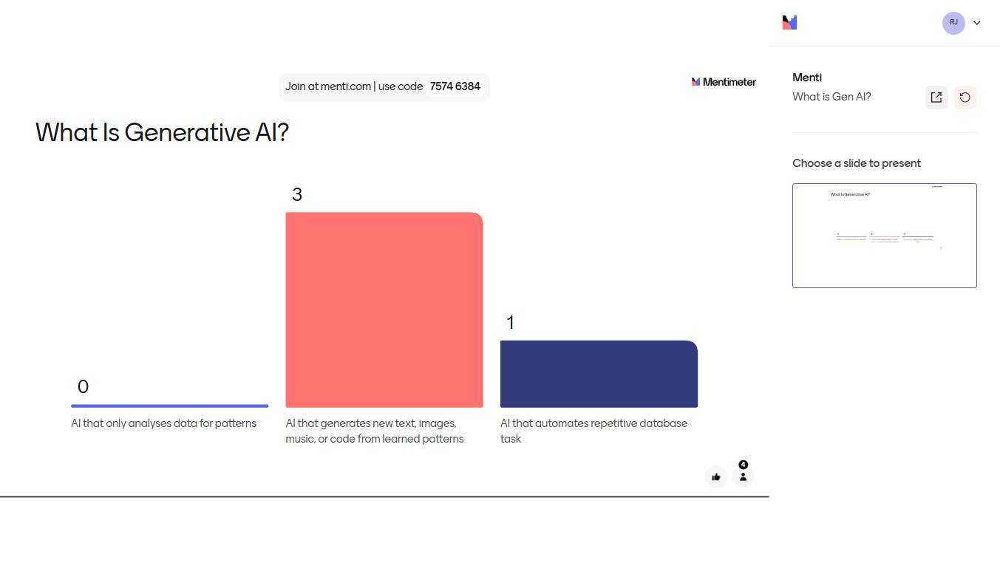 RJ
Join at menti.com | use code 7574 6384
Mentimeter
Menti
What is Gen AI?
What Is Generative AI?
Choose a slide to present
What Is Generative AI?
3
1
0
AI that only analyses data for patterns
AI that generates new text, images,
music, or code from learned patterns
AI that automates repetitive database
task
4